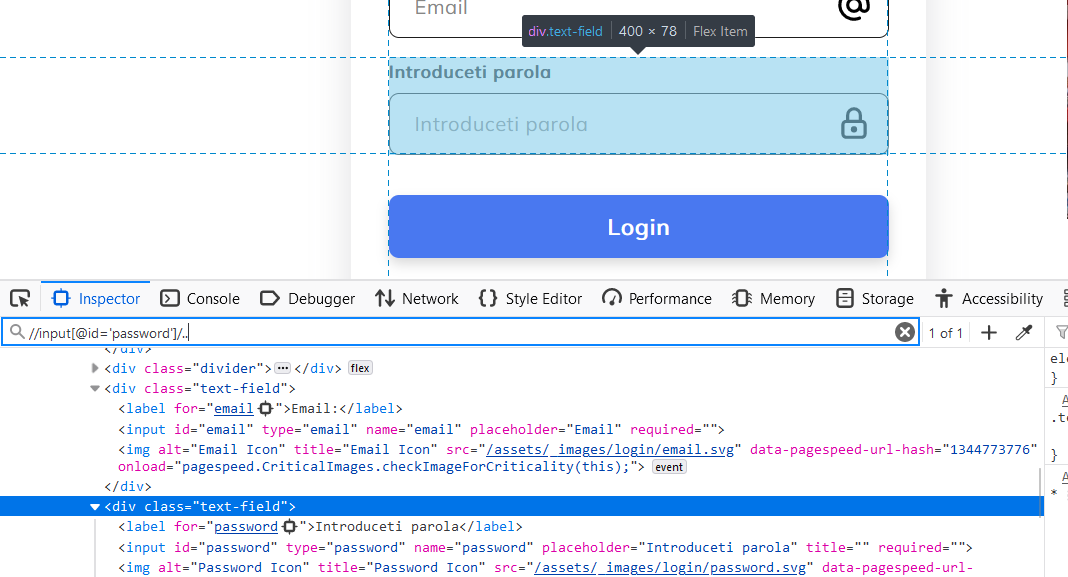 Email
div.text-field 400 × 78 Flex Item
Introduceti parola
Introduceti parola
Login
Inspector Console Debugger Network Style Editor Performance Memory Storage Accessibility
//input[@id='password']/.. 1 of 1
</div>
<div class="divider"> ··· </div> flex
<div class="text-field">
<label for="email">Email:</label>
<input id="email" type="email" name="email" placeholder="Email" required="">
<img alt="Email Icon" title="Email Icon" src="/assets/_images/login/email.svg" data-pagespeed-url-hash="1344773776"
onload="pagespeed.CriticalImages.checkImageForCriticality(this);"> event
</div>
<div class="text-field">
<label for="password">Introduceti parola</label>
<input id="password" type="password" name="password" placeholder="Introduceti parola" title="" required="">
<img alt="Password Icon" title="Password Icon" src="/assets/_images/login/password.svg" data-pagespeed-url-
ele
}
.te
}
*